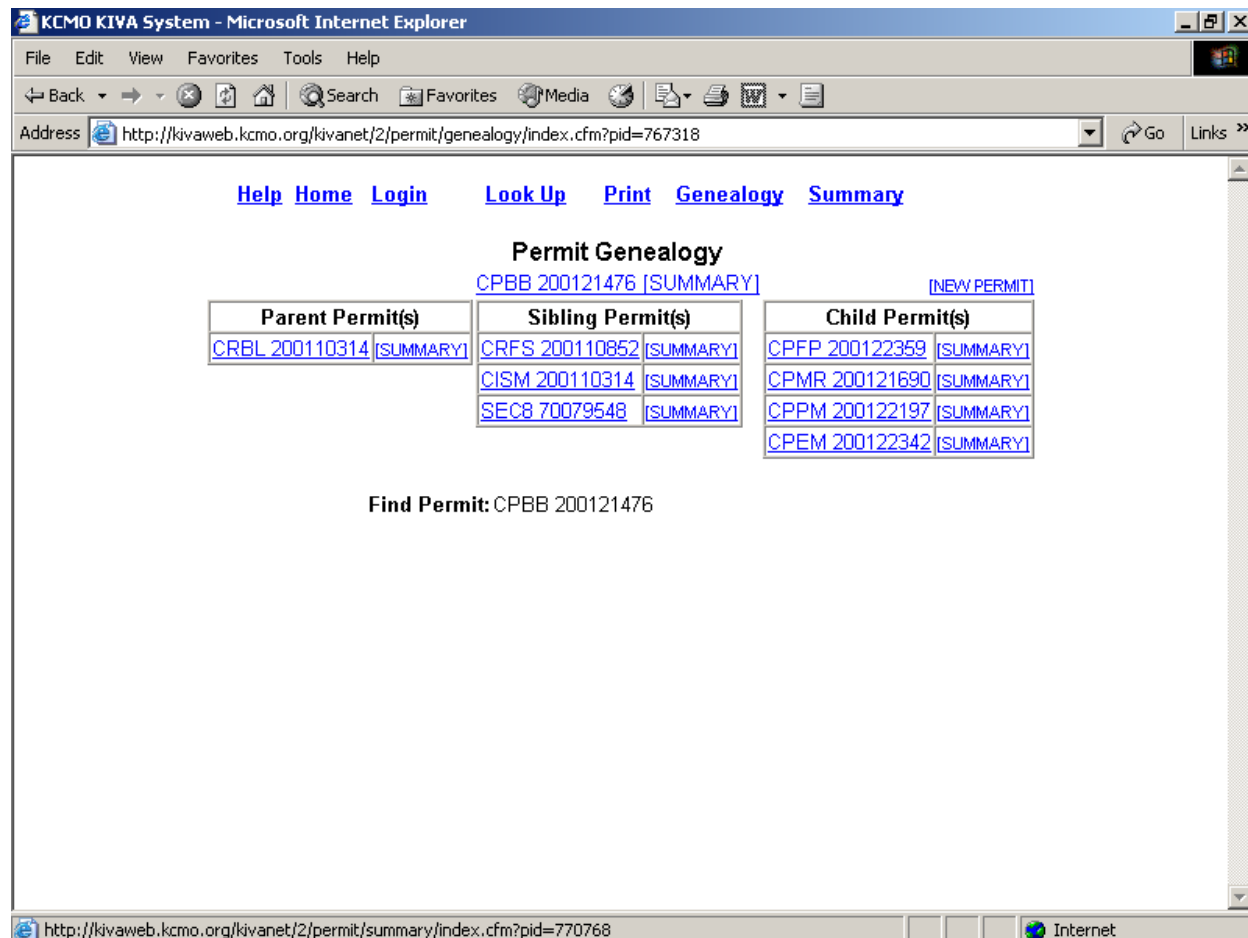 KCMO KIVA System - Microsoft Internet Explorer
File Edit View Favorites Tools Help
Back Search Favorites Media
Address http://kivaweb.kcmo.org/kivanet/2/permit/genealogy/index.cfm?pid=767318 Go Links »
Help Home Login Look Up Print Genealogy Summary
Permit Genealogy
CPBB 200121476 [SUMMARY] [NEW PERMIT]
Parent Permit(s) Sibling Permit(s) Child Permit(s)
CRBL 200110314 [SUMMARY] CRFS 200110852 [SUMMARY] CPFP 200122359 [SUMMARY]
CISM 200110314 [SUMMARY] CPMR 200121690 [SUMMARY]
SEC8 70079548 [SUMMARY] CPPM 200122197 [SUMMARY]
CPEM 200122342 [SUMMARY]
Find Permit: CPBB 200121476
http://kivaweb.kcmo.org/kivanet/2/permit/summary/index.cfm?pid=770768 Internet